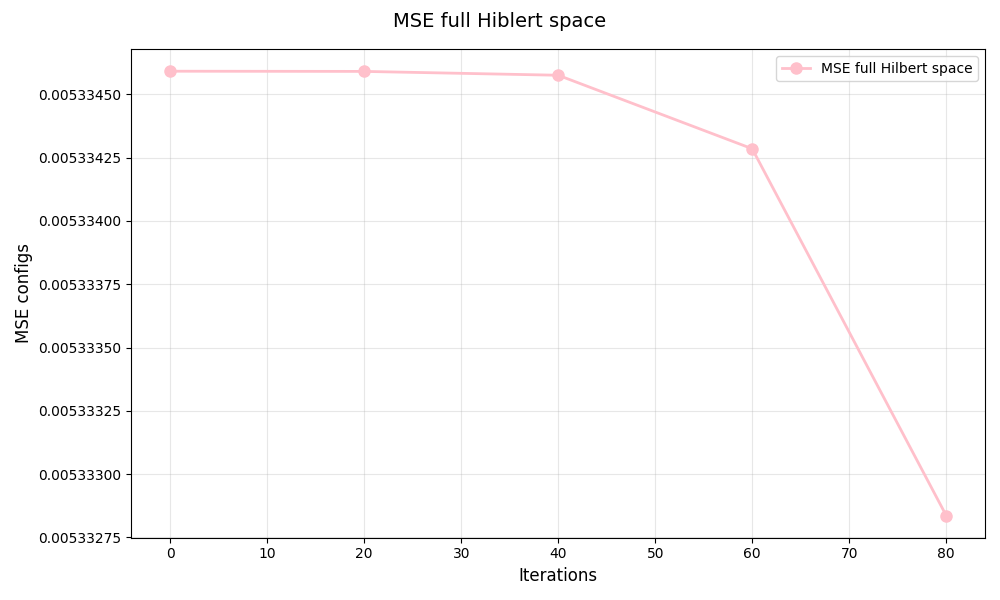 MSE full Hiblert space
MSE full Hilbert space
0.00533450
0.00533425
0.00533400
0.00533375
0.00533350
0.00533325
0.00533300
0.00533275
MSE configs
0 10 20 30 40 50 60 70 80
Iterations